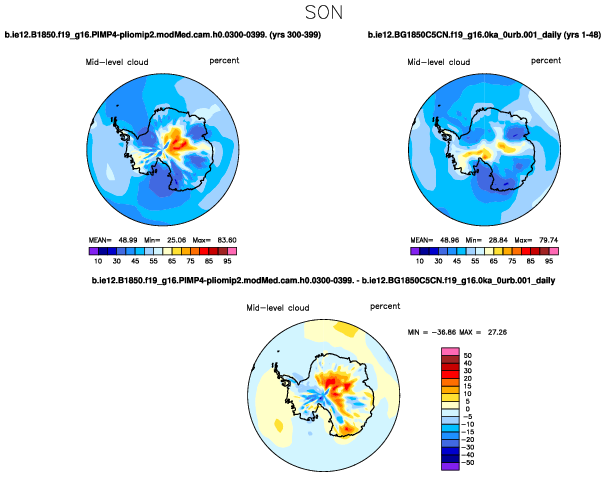 SON
b.ie12.B1850.f19_g16.PIMP4-pliomip2.modMed.cam.h0.0300-0399. (yrs 300-399)
b.ie12.BG1850C5CN.f19_g16.0ka_0urb.001_daily (yrs 1-48)
Mid-level cloud percent
Mid-level cloud percent
MEAN= 48.99 Min= 25.06 Max= 83.60
MEAN= 48.96 Min= 28.84 Max= 79.74
10 30 45 55 65 75 85 95
10 30 45 55 65 75 85 95
b.ie12.B1850.f19_g16.PIMP4-pliomip2.modMed.cam.h0.0300-0399. - b.ie12.BG1850C5CN.f19_g16.0ka_0urb.001_daily
Mid-level cloud percent
MIN = -36.86 MAX = 27.26
50
40
30
20
15
10
5
0
-5
-10
-15
-20
-30
-40
-50